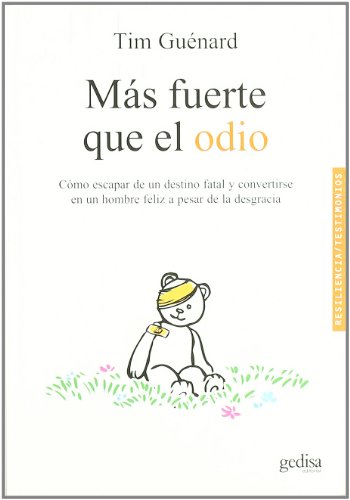 Tim Guénard
Más fuerte
que el odio
Cómo escapar de un destino fatal y convertirse
en un hombre feliz a pesar de la desgracia
RESILIENCIA/TESTIMONIOS
gedisa
editorial